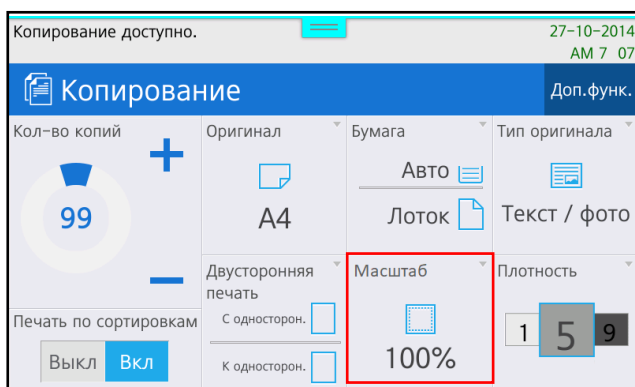 Копирование доступно.
27-10-2014
AM 7 07
Копирование
Доп.функ.
Кол-во копий
99
Печать по сортировкам
Выкл Вкл
Оригинал
A4
Бумага
Авто
Лоток
Тип оригинала
Текст / фото
Двусторонняя
печать
С односторон.
К односторон.
Масштаб
100%
Плотность
1 5 9